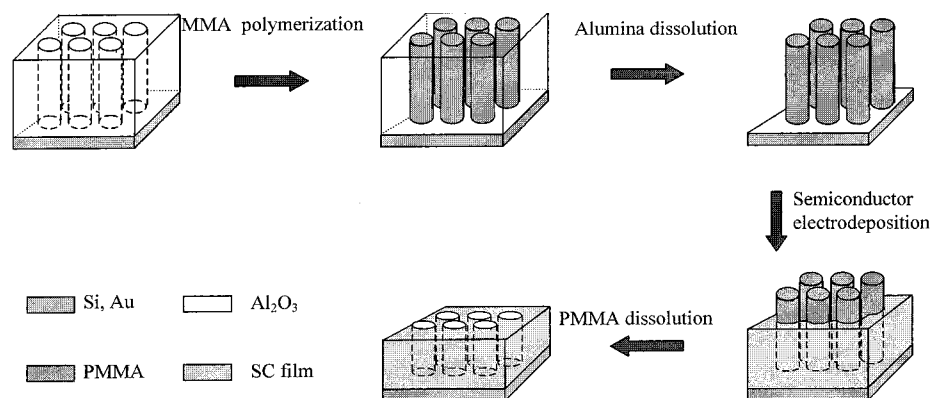 MMA polymerization
Alumina dissolution
Semiconductor
electrodeposition
PMMA dissolution
Si, Au
Al₂O₃
PMMA
SC film